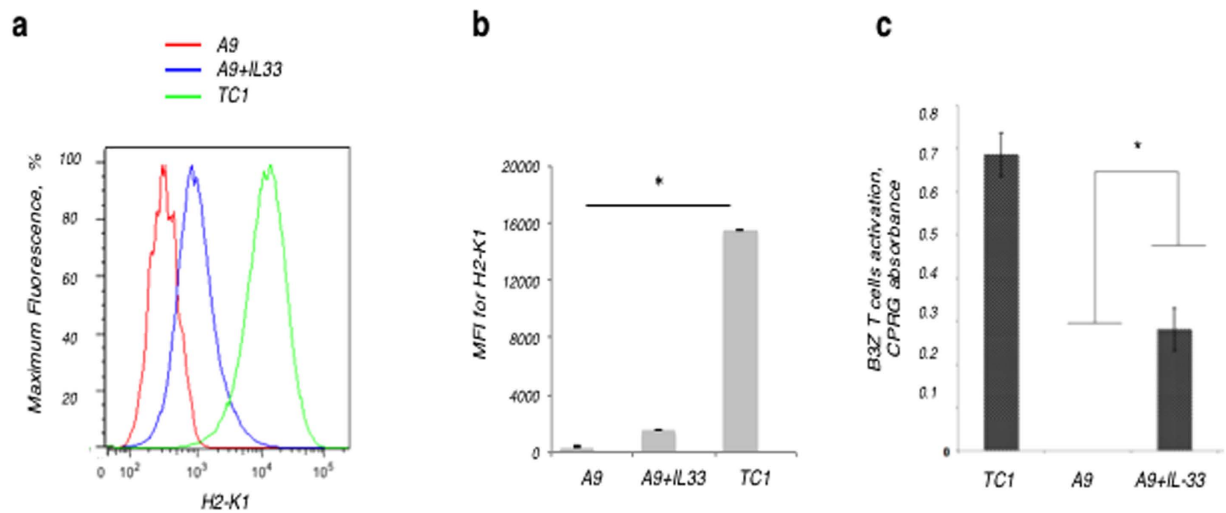 a
A9
A9+IL33
TC1
Maximum Fluorescence, %
100
80
60
40
20
0 10² 10³ 10⁴ 10⁵
H2-K1
b
MFI for H2-K1
20000
16000
12000
8000
4000
0
*
A9 A9+IL33 TC1
c
B3Z T cells activation,
CPRG absorbance
0.8
0.7
0.6
0.5
0.4
0.3
0.2
0.1
0
*
TC1 A9 A9+IL-33